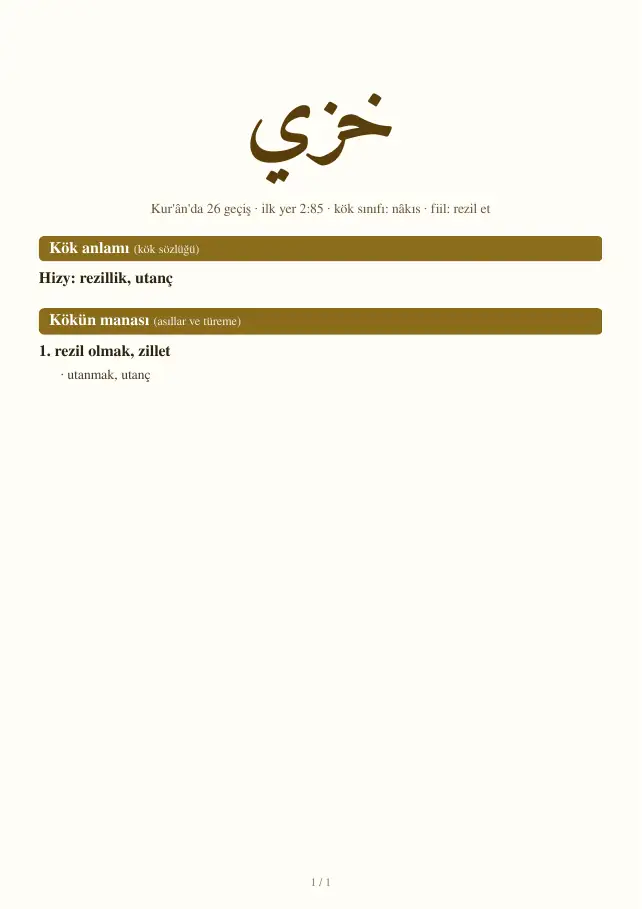 خزي
Kur'ân'da 26 geçiş · ilk yer 2:85 · kök sınıfı: nâkıs · fiil: rezil et
Kök anlamı (kök sözlüğü)
Hizy: rezillik, utanç
Kökün manası (asıllar ve türeme)
1. rezil olmak, zillet
· utanmak, utanç
1 / 1